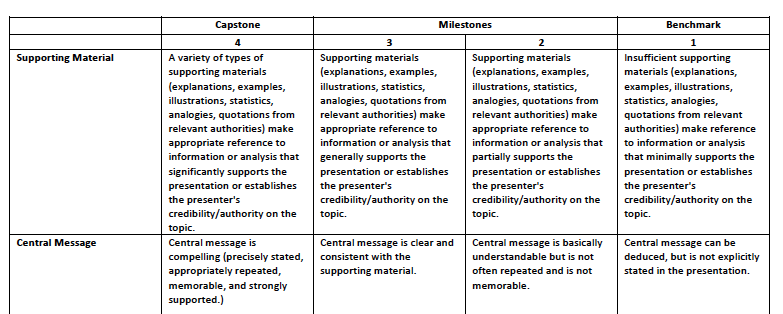 Capstone Milestones Benchmark
4 3 2 1
Supporting Material
A variety of types of
supporting materials
(explanations, examples,
illustrations, statistics,
analogies, quotations from
relevant authorities) make
appropriate reference to
information or analysis that
significantly supports the
presentation or establishes
the presenter's
credibility/authority on the
topic.
Supporting materials
(explanations, examples,
illustrations, statistics,
analogies, quotations from
relevant authorities) make
appropriate reference to
information or analysis that
generally supports the
presentation or establishes
the presenter's
credibility/authority on the
topic.
Supporting materials
(explanations, examples,
illustrations, statistics,
analogies, quotations from
relevant authorities) make
appropriate reference to
information or analysis that
partially supports the
presentation or establishes
the presenter's
credibility/authority on the
topic.
Insufficient supporting
materials (explanations,
examples, illustrations,
statistics, analogies,
quotations from relevant
authorities) make reference
to information or analysis
that minimally supports the
presentation or establishes
the presenter's
credibility/authority on the
topic.
Central Message
Central message is
compelling (precisely stated,
appropriately repeated,
memorable, and strongly
supported.)
Central message is clear and
consistent with the
supporting material.
Central message is basically
understandable but is not
often repeated and is not
memorable.
Central message can be
deduced, but is not explicitly
stated in the presentation.